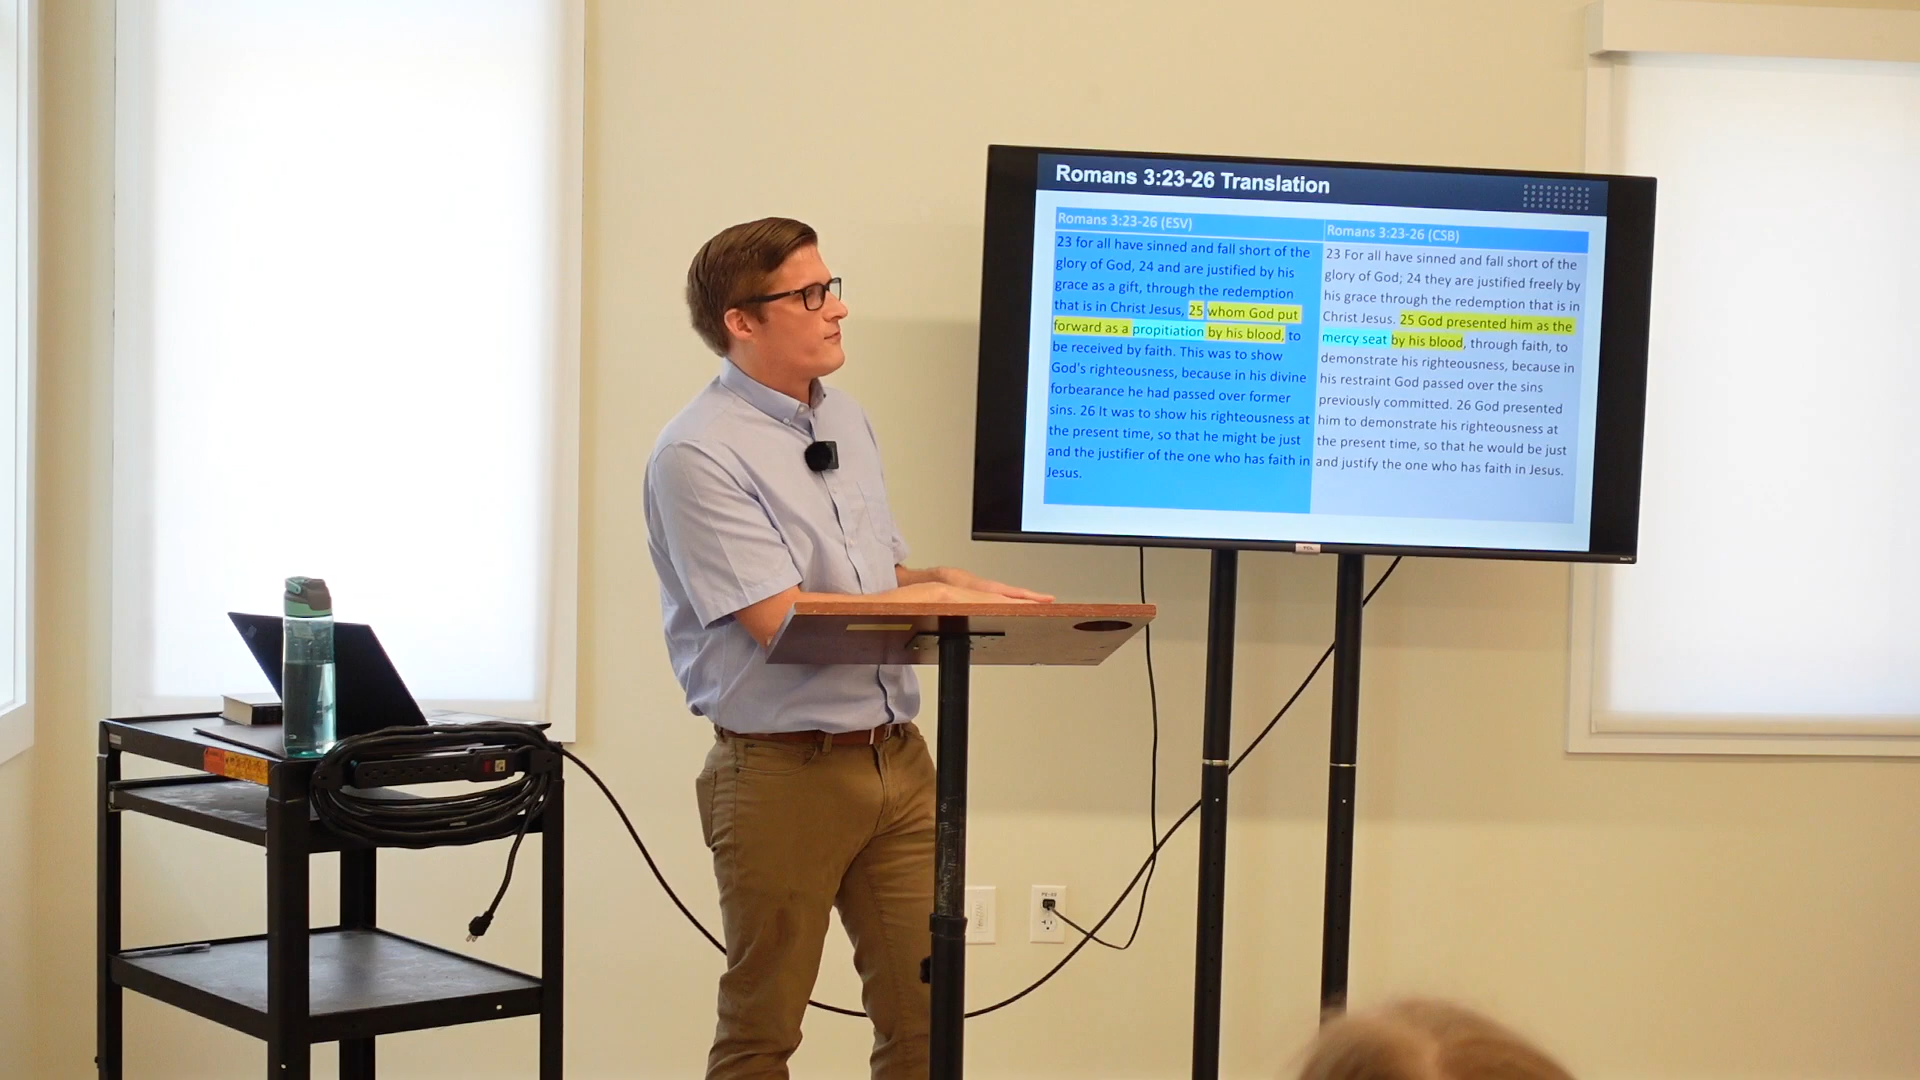 Romans 3:23-26 Translation
Romans 3:23-26 (ESV)
23 for all have sinned and fall short of the
glory of God, 24 and are justified by his
grace as a gift, through the redemption
that is in Christ Jesus, 25 whom God put
forward as a propitiation by his blood, to
be received by faith. This was to show
God's righteousness, because in his divine
forbearance he had passed over former
sins. 26 It was to show his righteousness at
the present time, so that he might be just
and the justifier of the one who has faith in
Jesus.
Romans 3:23-26 (CSB)
23 For all have sinned and fall short of the
glory of God; 24 they are justified freely by
his grace through the redemption that is in
Christ Jesus. 25 God presented him as the
mercy seat by his blood, through faith, to
demonstrate his righteousness, because in
his restraint God passed over the sins
previously committed. 26 God presented
him to demonstrate his righteousness at
the present time, so that he would be just
and justify the one who has faith in Jesus.
TCL